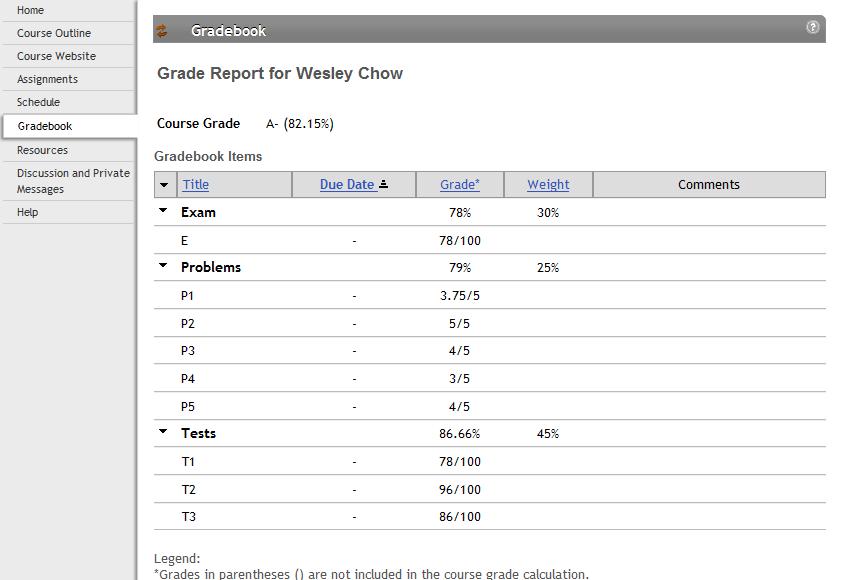 Home
Course Outline
Course Website
Assignments
Schedule
Gradebook
Resources
Discussion and Private
Messages
Help
Gradebook ?
Grade Report for Wesley Chow
Course Grade A- (82.15%)
Gradebook Items
Title Due Date Grade* Weight Comments
Exam 78% 30%
E - 78/100
Problems 79% 25%
P1 - 3.75/5
P2 - 5/5
P3 - 4/5
P4 - 3/5
P5 - 4/5
Tests 86.66% 45%
T1 - 78/100
T2 - 96/100
T3 - 86/100
Legend:
*Grades in parentheses () are not included in the course grade calculation.